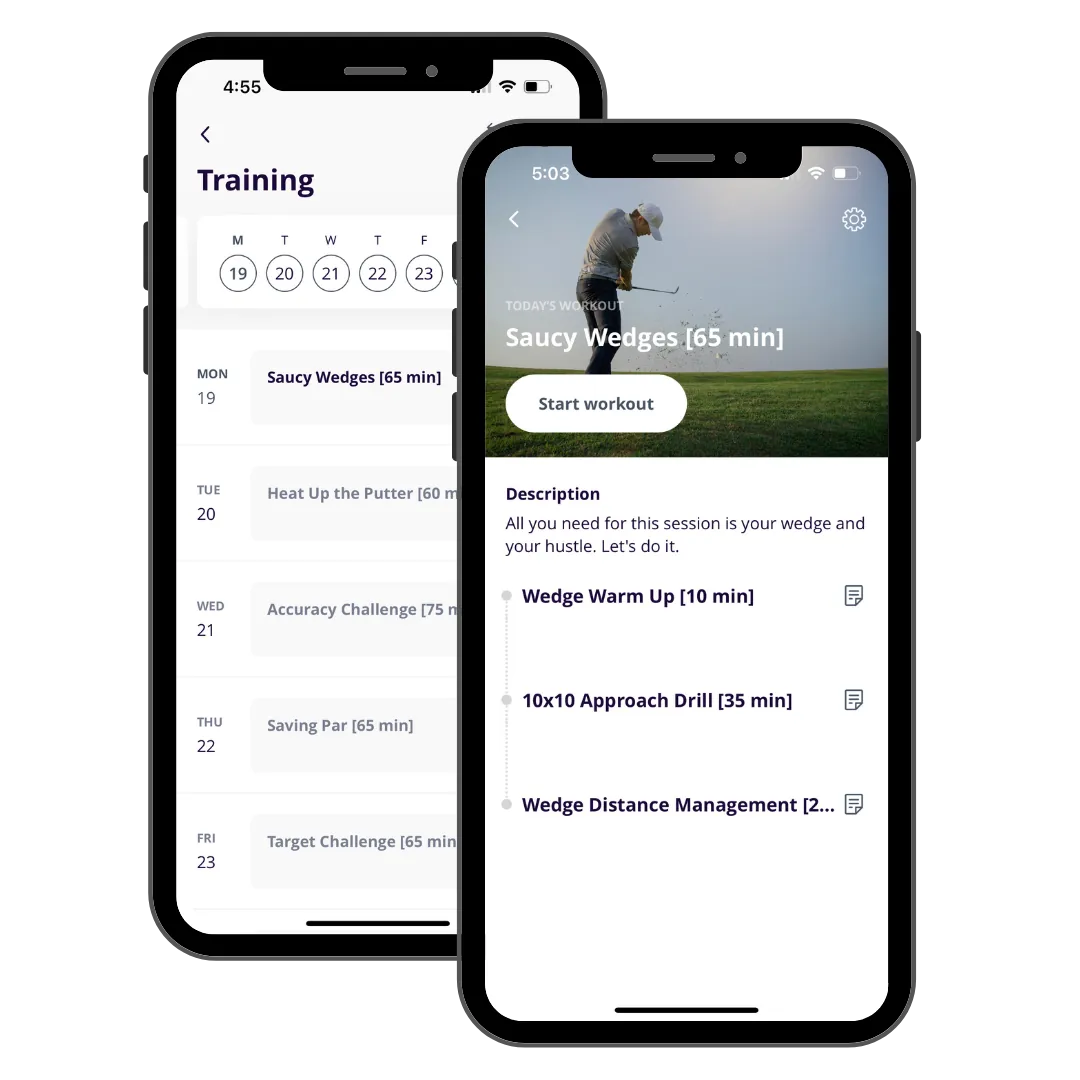 4:55
Training
M T W T F
19 20 21 22 23
MON
19
Saucy Wedges [65 min]
TUE
20
Heat Up the Putter [60 m
WED
21
Accuracy Challenge [75 m
THU
22
Saving Par [65 min]
FRI
23
Target Challenge [65 min
5:03
TODAY'S WORKOUT
Saucy Wedges [65 min]
Start workout
Description
All you need for this session is your wedge and
your hustle. Let's do it.
Wedge Warm Up [10 min]
10x10 Approach Drill [35 min]
Wedge Distance Management [2...